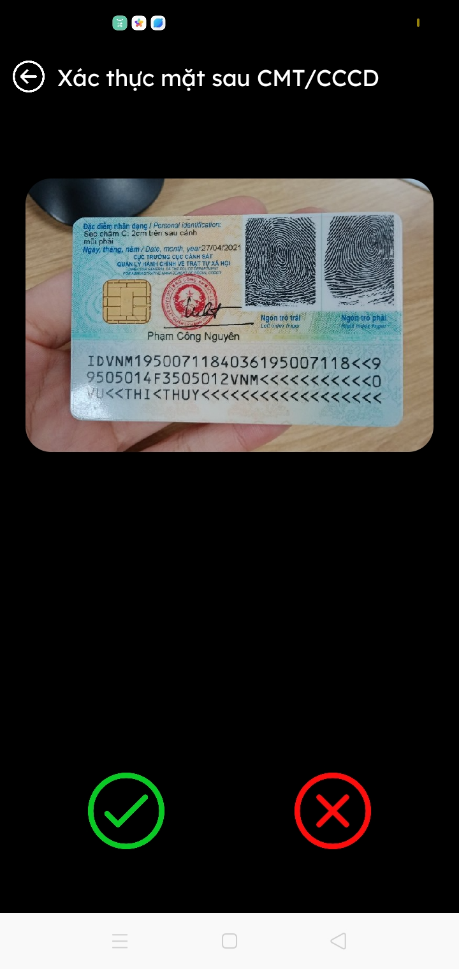 Xác thực mặt sau CMT/CCCD
Đặc điểm nhân dạng / Personal identification:
Sẹo chấm C: 2cm bên sau cánh
mũi phải
Ngày, tháng, năm / Date, month, year 27/04/2021
CỤC TRƯỞNG CỤC CẢNH SÁT
QUẢN LÝ HÀNH CHÍNH VỀ TRẬT TỰ XÃ HỘI
Phạm Công Nguyên
Ngón trỏ trái
Left index finger
Ngón trỏ phải
Right index finger
IDVNM1950071184036195007118<<9
9505014F3505012VNM<<<<<<<<<<<0
VU<<THI<THUY<<<<<<<<<<<<<<<<<<